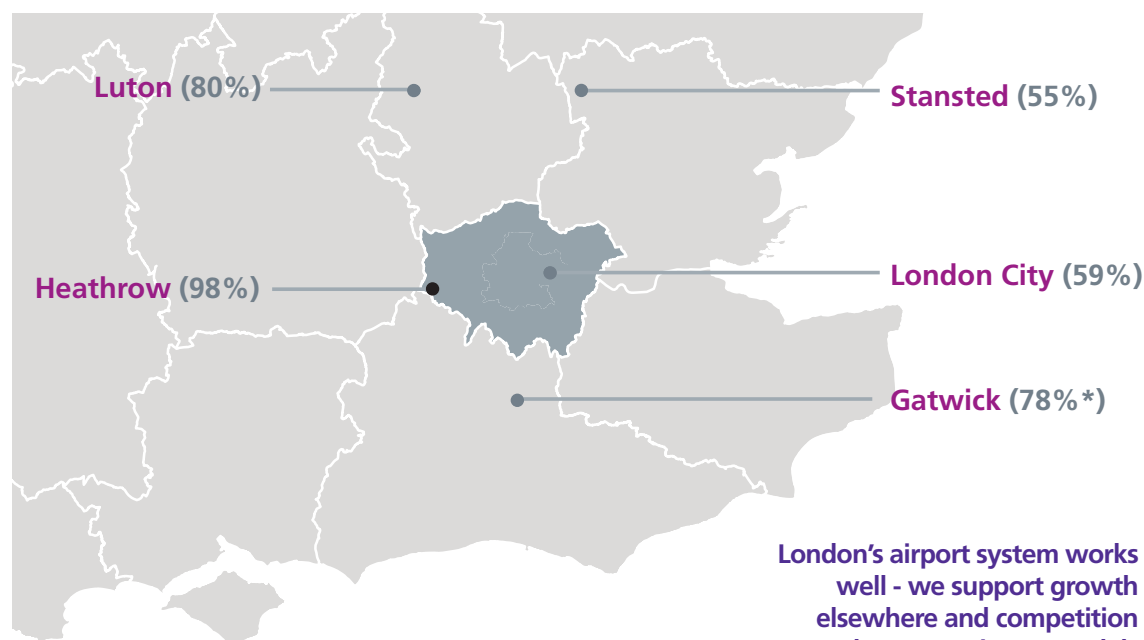 Luton (80%)
Stansted (55%)
Heathrow (98%)
London City (59%)
Gatwick (78%*)
London's airport system works
well - we support growth
elsewhere and competition